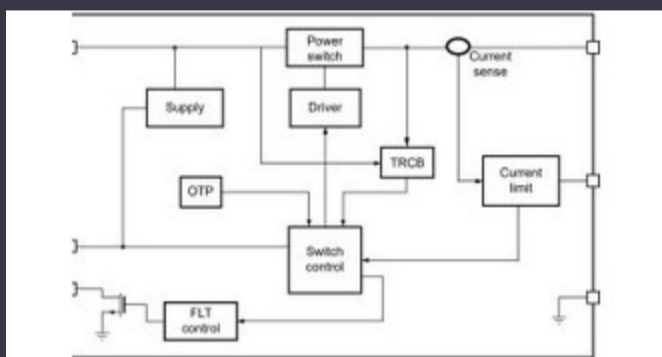 Power
switch
Current
sense
Supply
Driver
TRCB
Current
limit
OTP
Switch
control
FLT
control